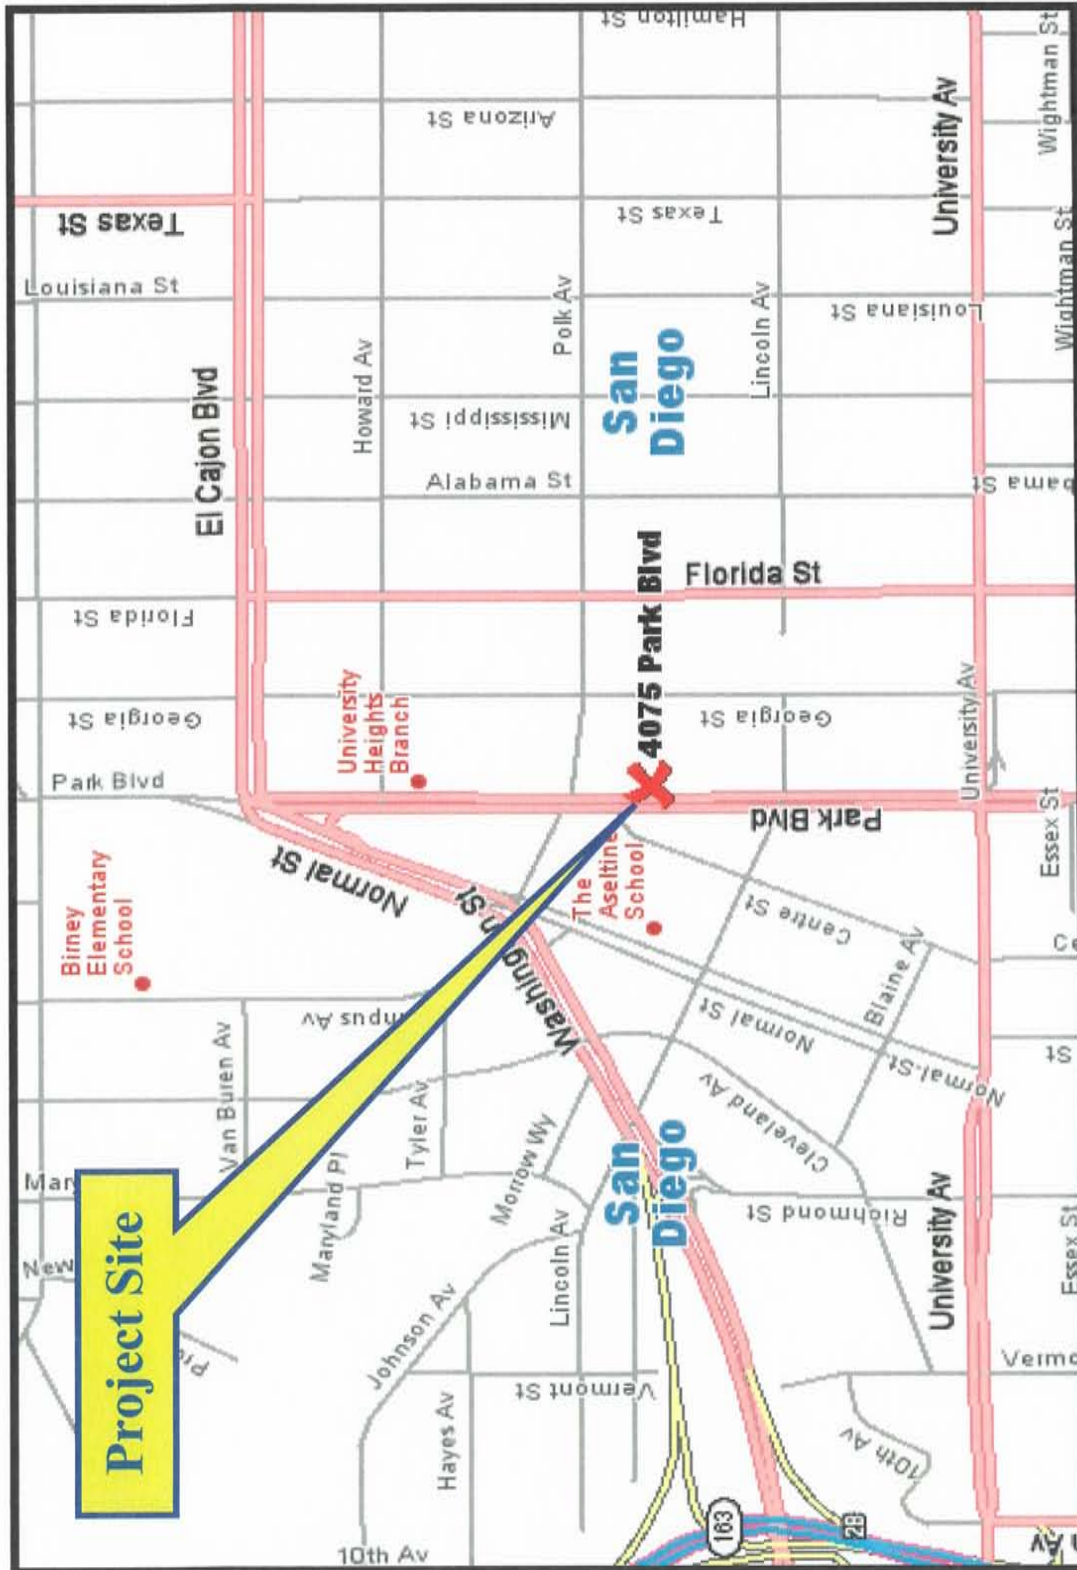 Project Site
Birney
Elementary
School
Park Blvd
Georgia St
Florida St
Louisiana St
Texas St
El Cajon Blvd
Normal St
Van Buren Av
Maryland Pl
Tyler Av
University
Heights
Branch
Howard Av
Arizona St
10th Av
Johnson Av
Hayes Av
Morrow Wy
Alabama St
Mississippi St
Polk Av
Lincoln Av
Vermont St
The
Aseltine
School
4075 Park Blvd
San
Diego
San
Diego
Hamilton St
Texas St
Florida St
Georgia St
Lincoln Av
Normal St
Cleveland Av
Richmond St
163
Centre St
Park Blvd
Louisiana St
Blaine Av
Normal St
10th Av
2B
University Av
University Av
University Av
Essex St
Essex St
Wightman St
Wightman St